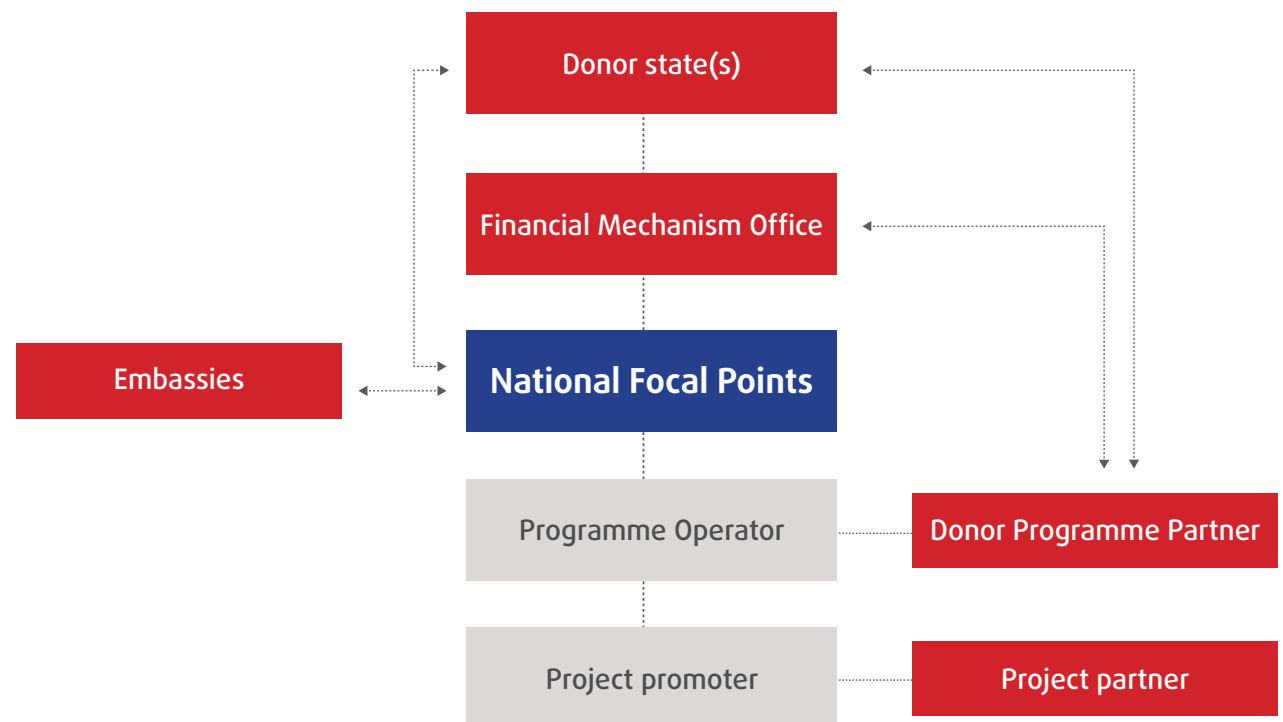 Donor state(s)
Financial Mechanism Office
National Focal Points
Embassies
Programme Operator
Donor Programme Partner
Project promoter
Project partner